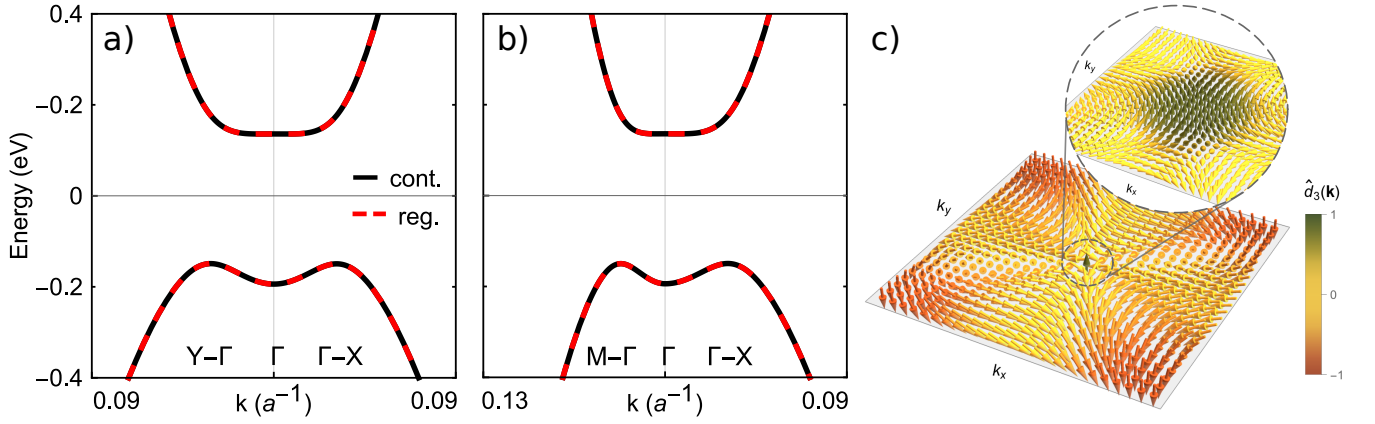 a)
0.4
−0.2
0
−0.2
−0.4
Energy (eV)
cont.
reg.
Y−Γ Γ Γ−X
0.09 k (a⁻¹) 0.09
b)
M−Γ Γ Γ−X
0.13 k (a⁻¹) 0.09
c)
k_y
k_x
k_y
k_x
d̂₃(k)
1
0
−1